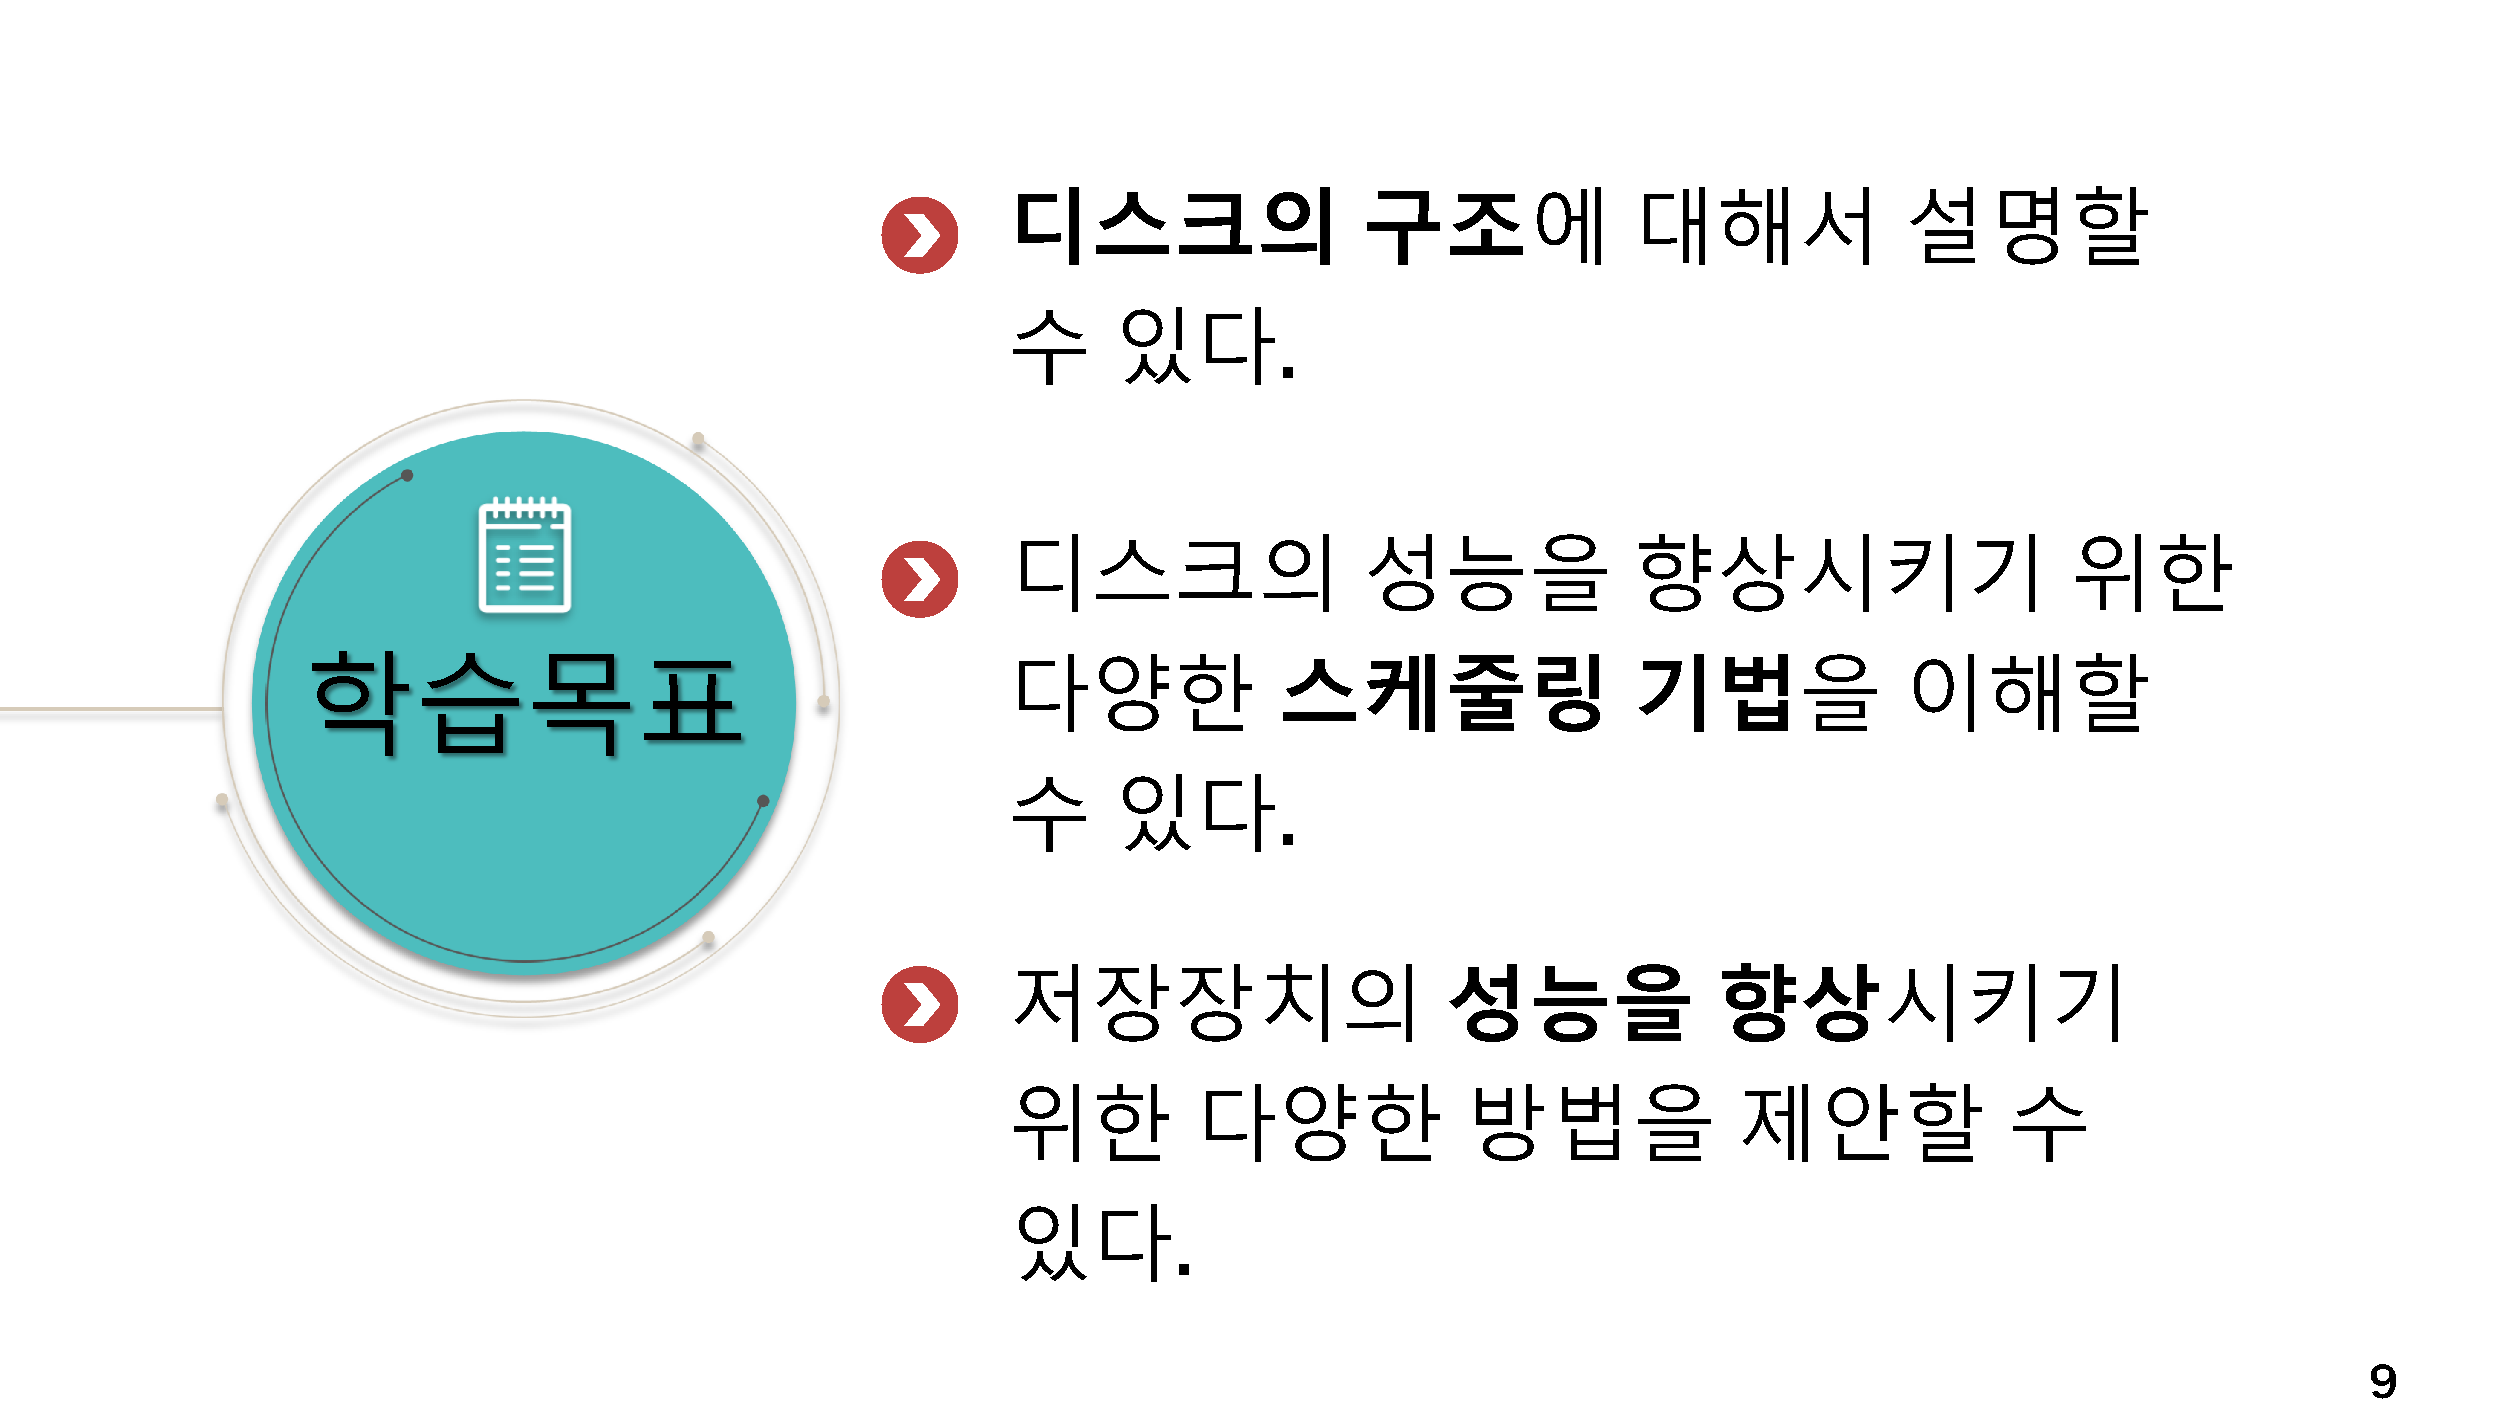 학습목표
디스크의 구조에 대해서 설명할
수 있다.
디스크의 성능을 향상시키기 위한
다양한 스케줄링 기법을 이해할
수 있다.
저장장치의 성능을 향상시키기
위한 다양한 방법을 제안할 수
있다.
9